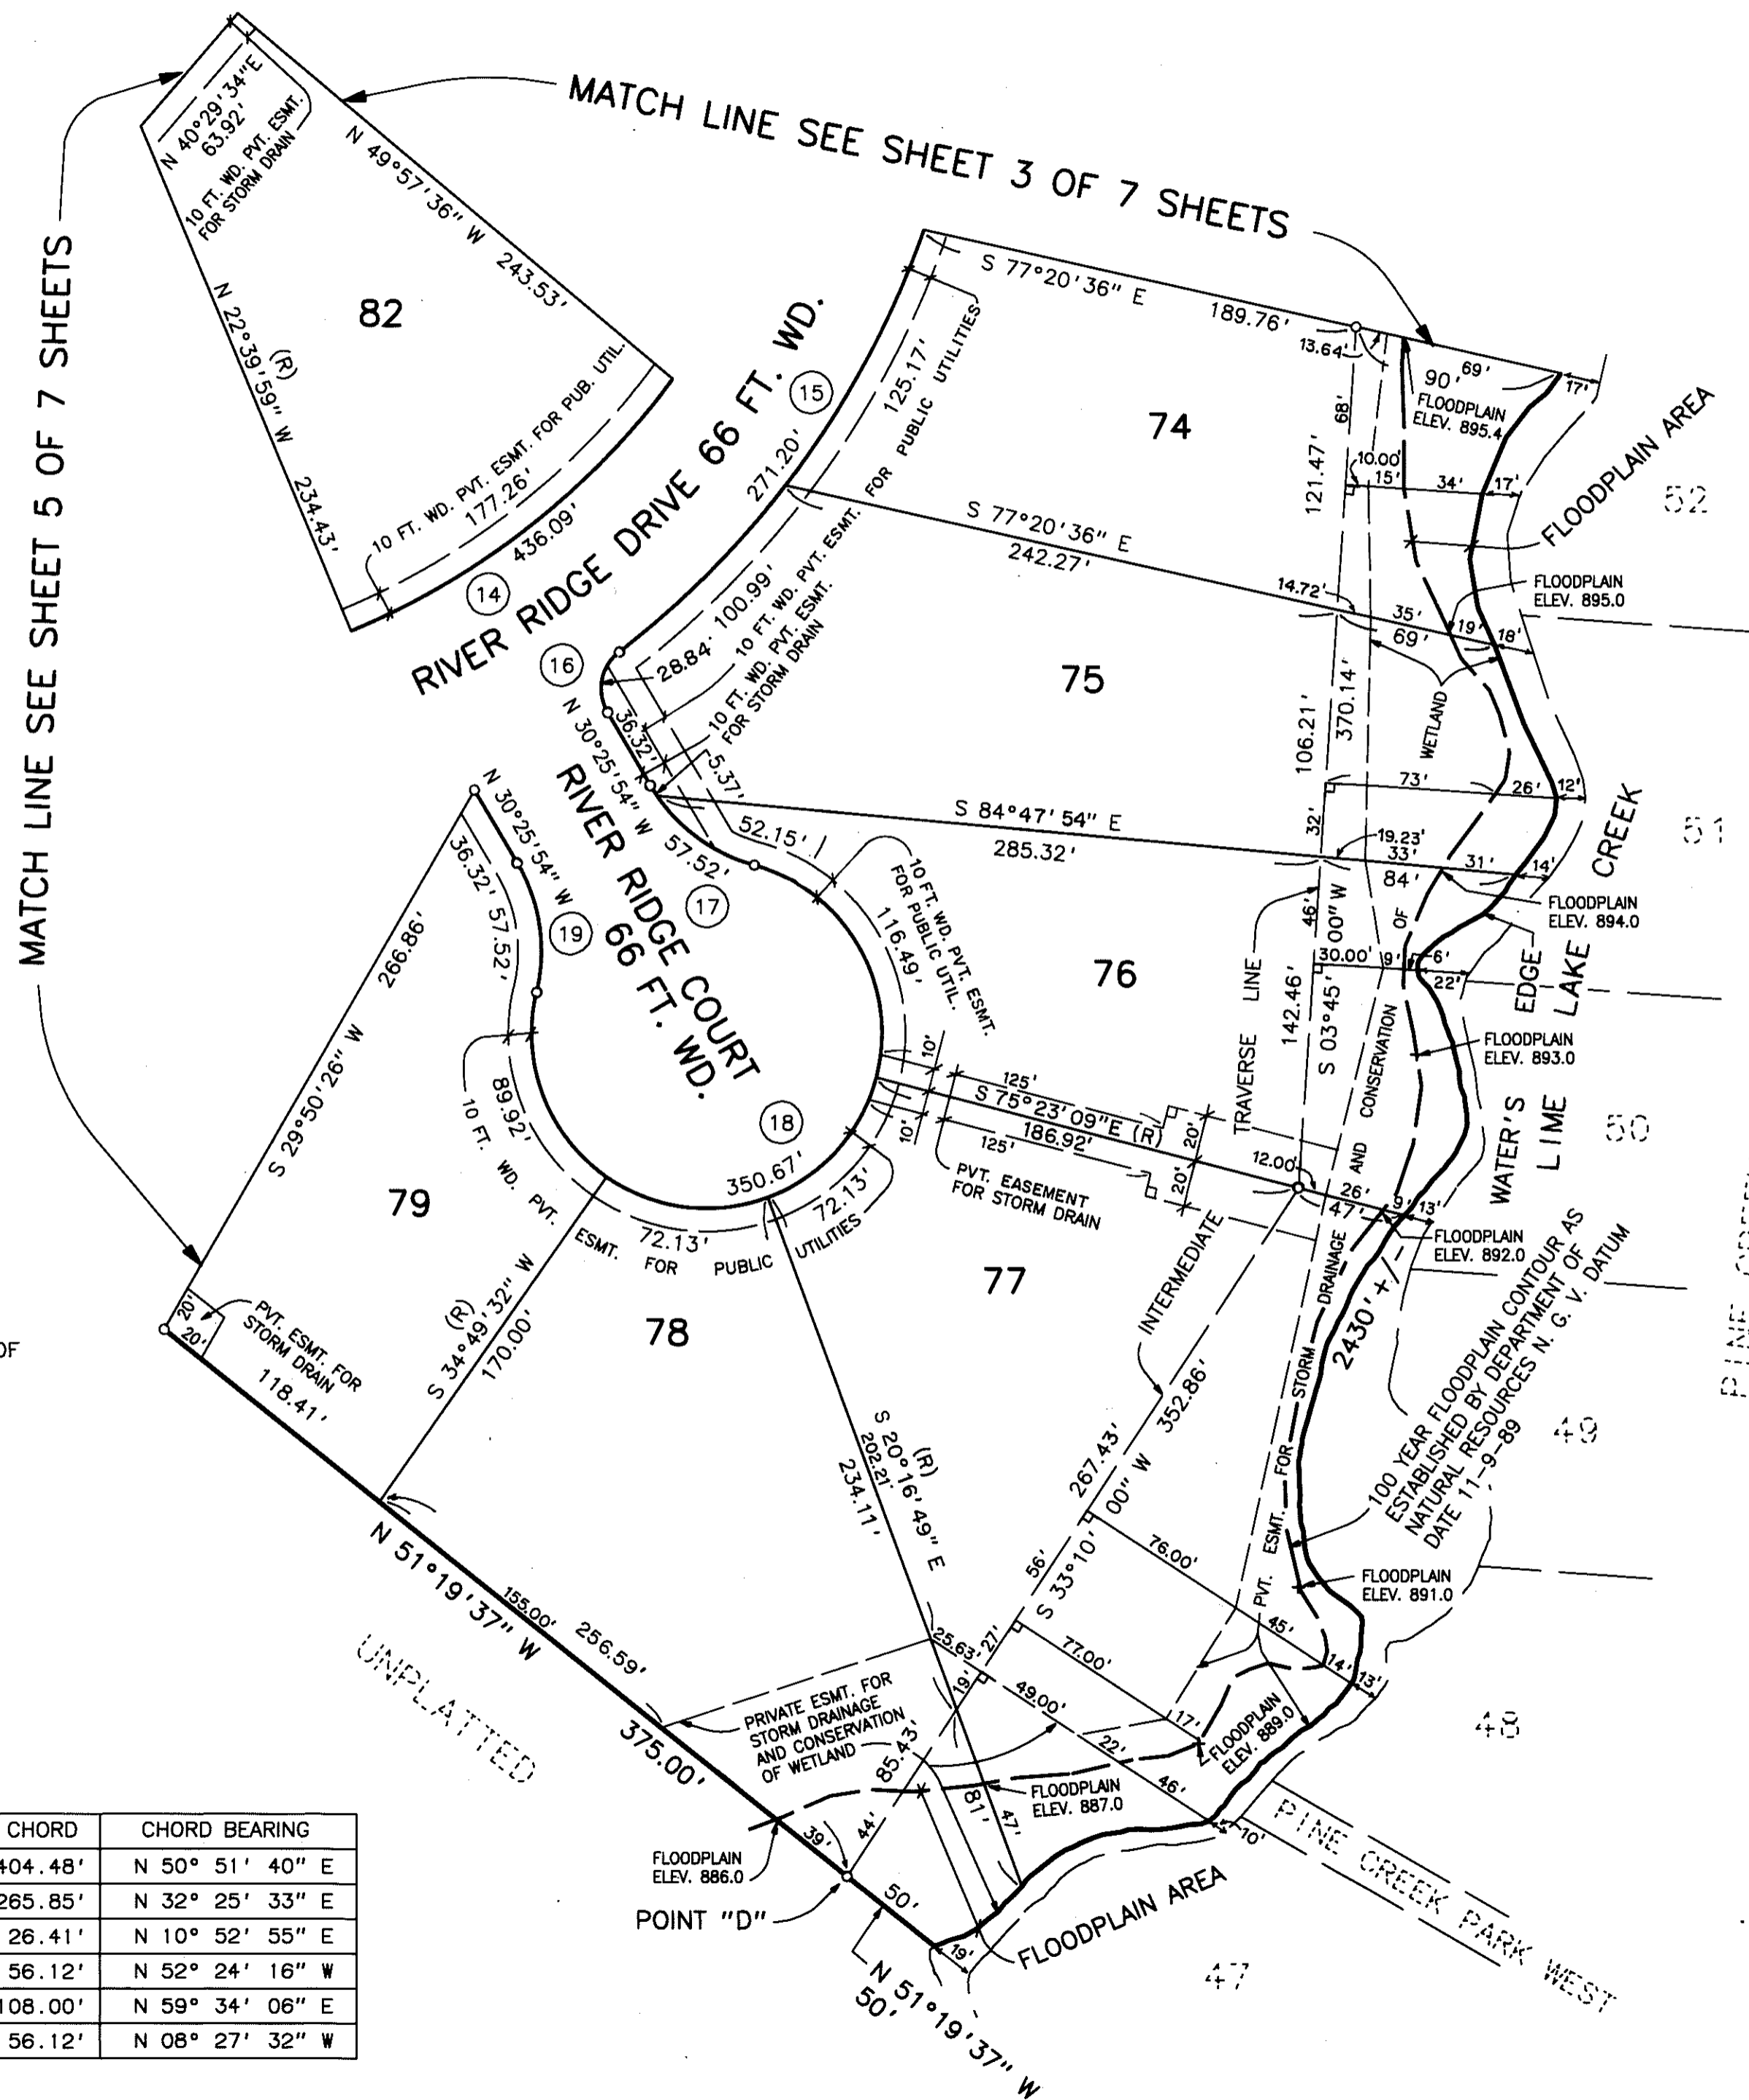 MATCH LINE SEE SHEET 5 OF 7 SHEETS
MATCH LINE SEE SHEET 3 OF 7 SHEETS
N 40°29'34"E
63.92'
10 FT. WD. PVT. ESMT.
FOR STORM DRAIN
N 49°57'36" W 243.53'
82
N 22°39'59" W 234.43'
(R)
10 FT. WD. PVT. ESMT. FOR PUB. UTIL.
177.26'
436.09'
14
RIVER RIDGE DRIVE 66 FT. WD.
15
271.20'
125.17'
10 FT. WD. PVT. ESMT. FOR PUBLIC UTILITIES
100.99'
28.84'
16
S 77°20'36" E
189.76'
13.64'
69'
90'
17'
FLOODPLAIN
ELEV. 895.4
68'
74
121.47'
10.00'
15'
34'
17'
FLOODPLAIN AREA
52
S 77°20'36" E
242.27'
14.72'
35'
19'
18'
69'
FLOODPLAIN
ELEV. 895.0
10 FT. WD. PVT. ESMT.
FOR STORM DRAIN
36.32'
N 30°25'54" W
5.37'
75
106.21'
370.14'
WETLAND
73'
26'
12'
32'
S 84°47'54" E
285.32'
19.23'
33'
31'
14'
84'
FLOODPLAIN
ELEV. 894.0
51
52.15'
57.52'
17
RIVER RIDGE COURT
66 FT. WD.
10 FT. WD. PVT. ESMT.
FOR PUBLIC UTIL.
116.49'
N 30°25'54" W
36.32'
57.52'
19
266.86'
S 29°50'26" W
76
46'
30.00'
9'
6'
22'
142.46'
S 03°45'00" W
TRAVERSE LINE
INTERMEDIATE
WATER'S EDGE
LIME LAKE CREEK
FLOODPLAIN
ELEV. 893.0
50
10'
10'
125'
S 75°23'09"E (R)
186.92'
125'
20'
20'
PVT. EASEMENT
FOR STORM DRAIN
12.00'
26'
9'
13'
47'
FLOODPLAIN
ELEV. 892.0
18
350.67'
89.92'
72.13'
72.13'
10 FT. WD. PVT. ESMT. FOR PUBLIC UTILITIES
79
20'
20'
PVT. ESMT. FOR
STORM DRAIN
118.41'
S 34°49'32" W
(R)
170.00'
78
77
S 20°16'49" E
(R)
202.21'
234.11'
352.86'
267.43'
S 33°10'00" W
PVT. ESMT. FOR STORM DRAINAGE AND CONSERVATION OF
2430' ±
100 YEAR FLOODPLAIN CONTOUR AS
ESTABLISHED BY DEPARTMENT OF
NATURAL RESOURCES N. G. V. DATUM
DATE 11-9-89
49
56'
76.00'
45'
14'
13'
FLOODPLAIN
ELEV. 891.0
27'
77.00'
17'
FLOODPLAIN
ELEV. 889.0
48
25.63'
19'
49.00'
22'
46'
10'
N 51°19'37" W
155.00'
256.59'
375.00'
UNPLATTED
PRIVATE ESMT. FOR
STORM DRAINAGE
AND CONSERVATION
OF WETLAND
85.43'
81'
47'
44'
39'
FLOODPLAIN
ELEV. 887.0
FLOODPLAIN
ELEV. 886.0
POINT "D"
50'
19'
N 51°19'37" W
50'
FLOODPLAIN AREA
PINE CREEK PARK WEST
47
OF
CHORD CHORD BEARING
404.48' N 50° 51' 40" E
265.85' N 32° 25' 33" E
26.41' N 10° 52' 55" E
56.12' N 52° 24' 16" W
108.00' N 59° 34' 06" E
56.12' N 08° 27' 32" W